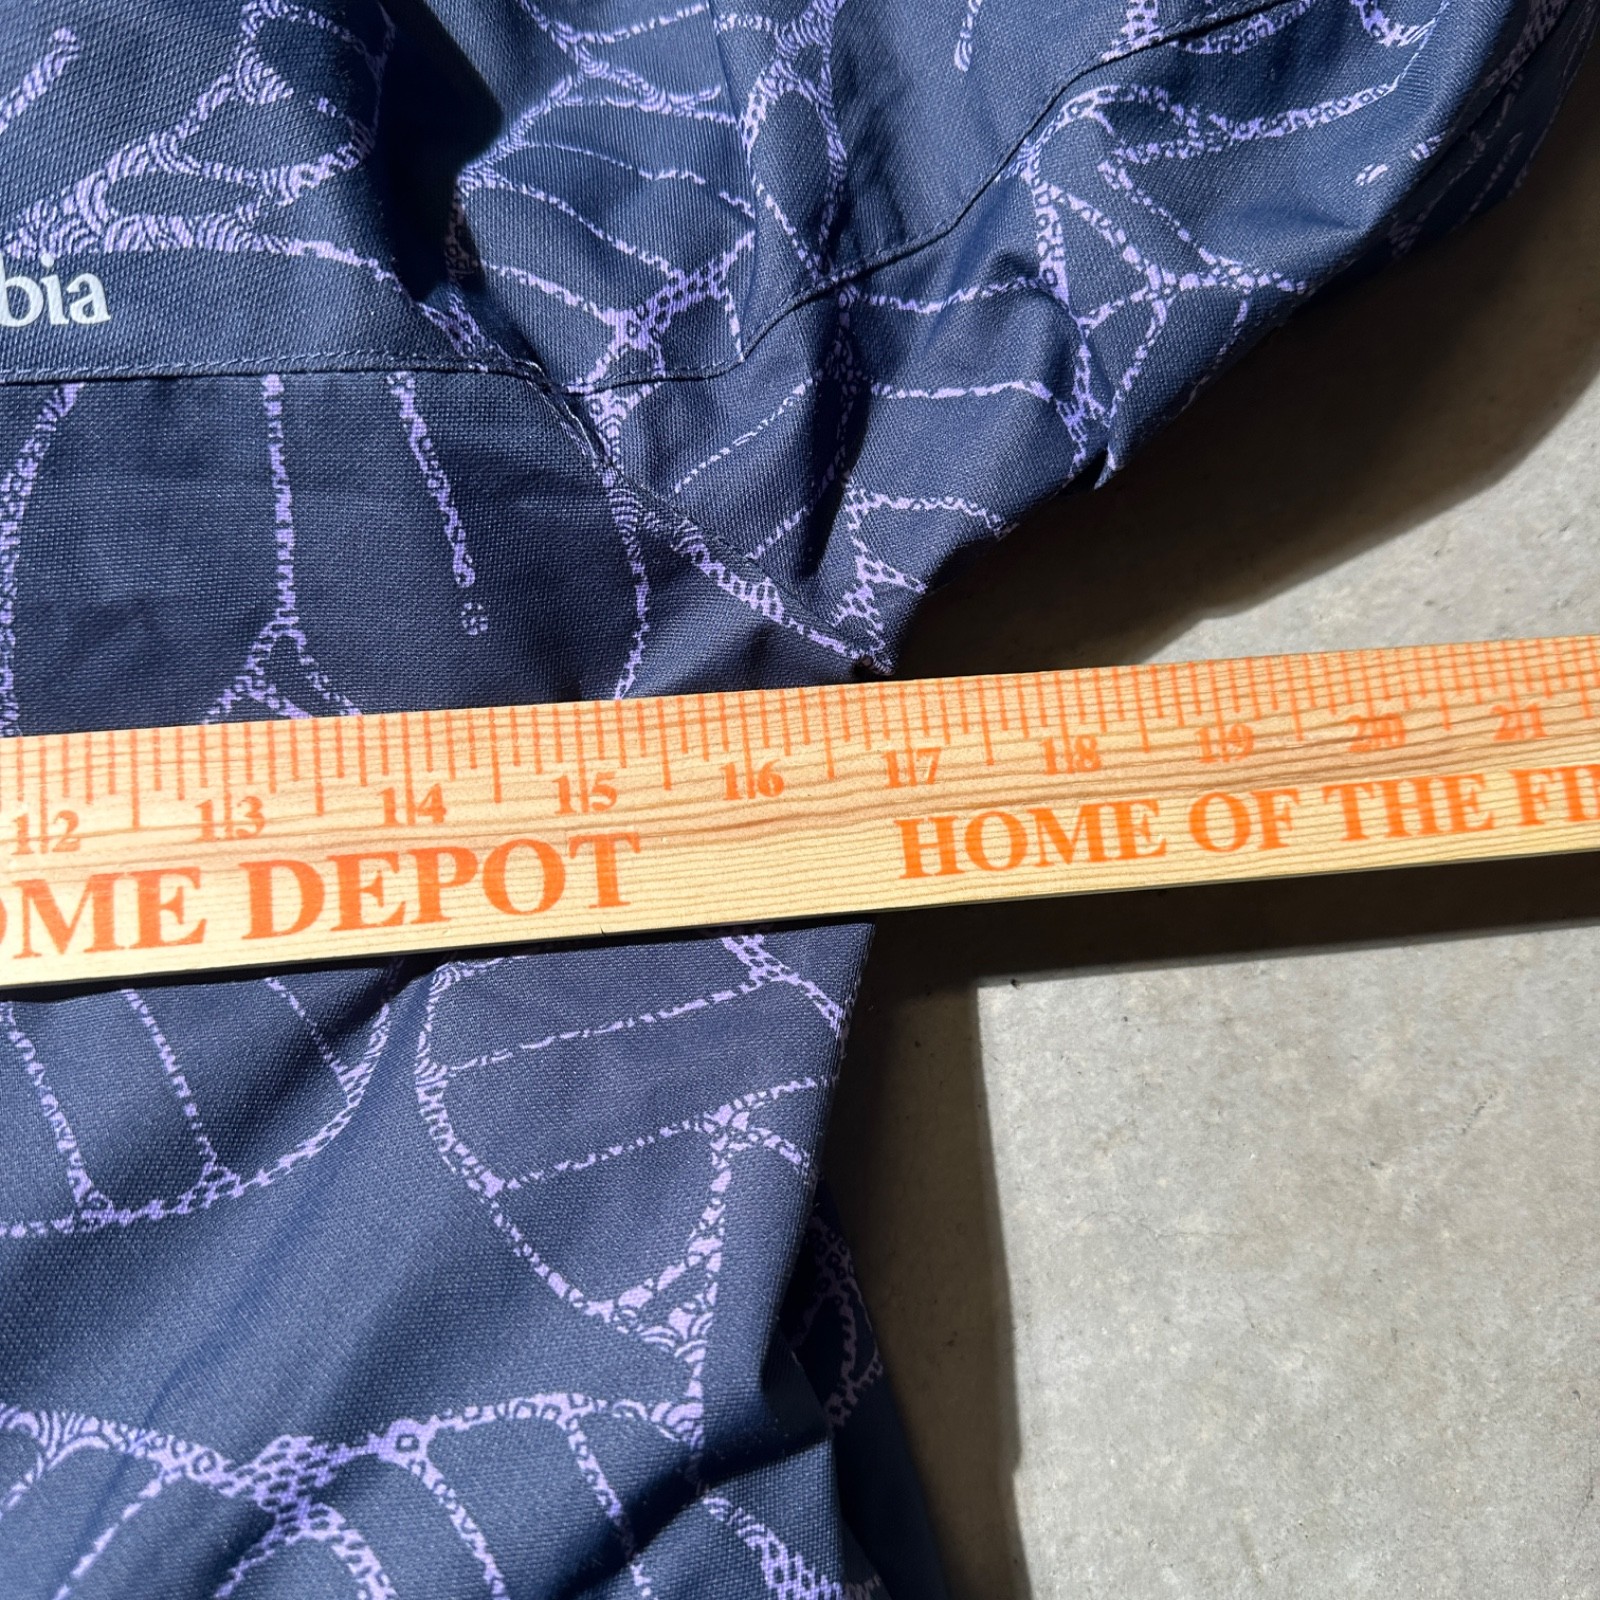 bia
12 13 14 15 16 17 18 19 20 21
OME DEPOT HOME OF THE FI